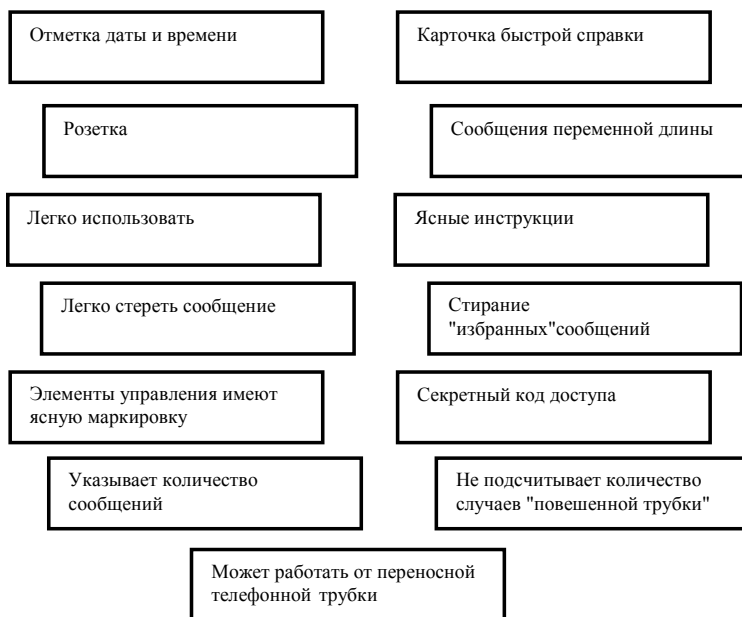 Отметка даты и времени
Карточка быстрой справки
Розетка
Сообщения переменной длины
Легко использовать
Ясные инструкции
Легко стереть сообщение
Стирание
"избранных"сообщений
Элементы управления имеют
ясную маркировку
Секретный код доступа
Указывает количество
сообщений
Не подсчитывает количество
случаев "повешенной трубки"
Может работать от переносной
телефонной трубки